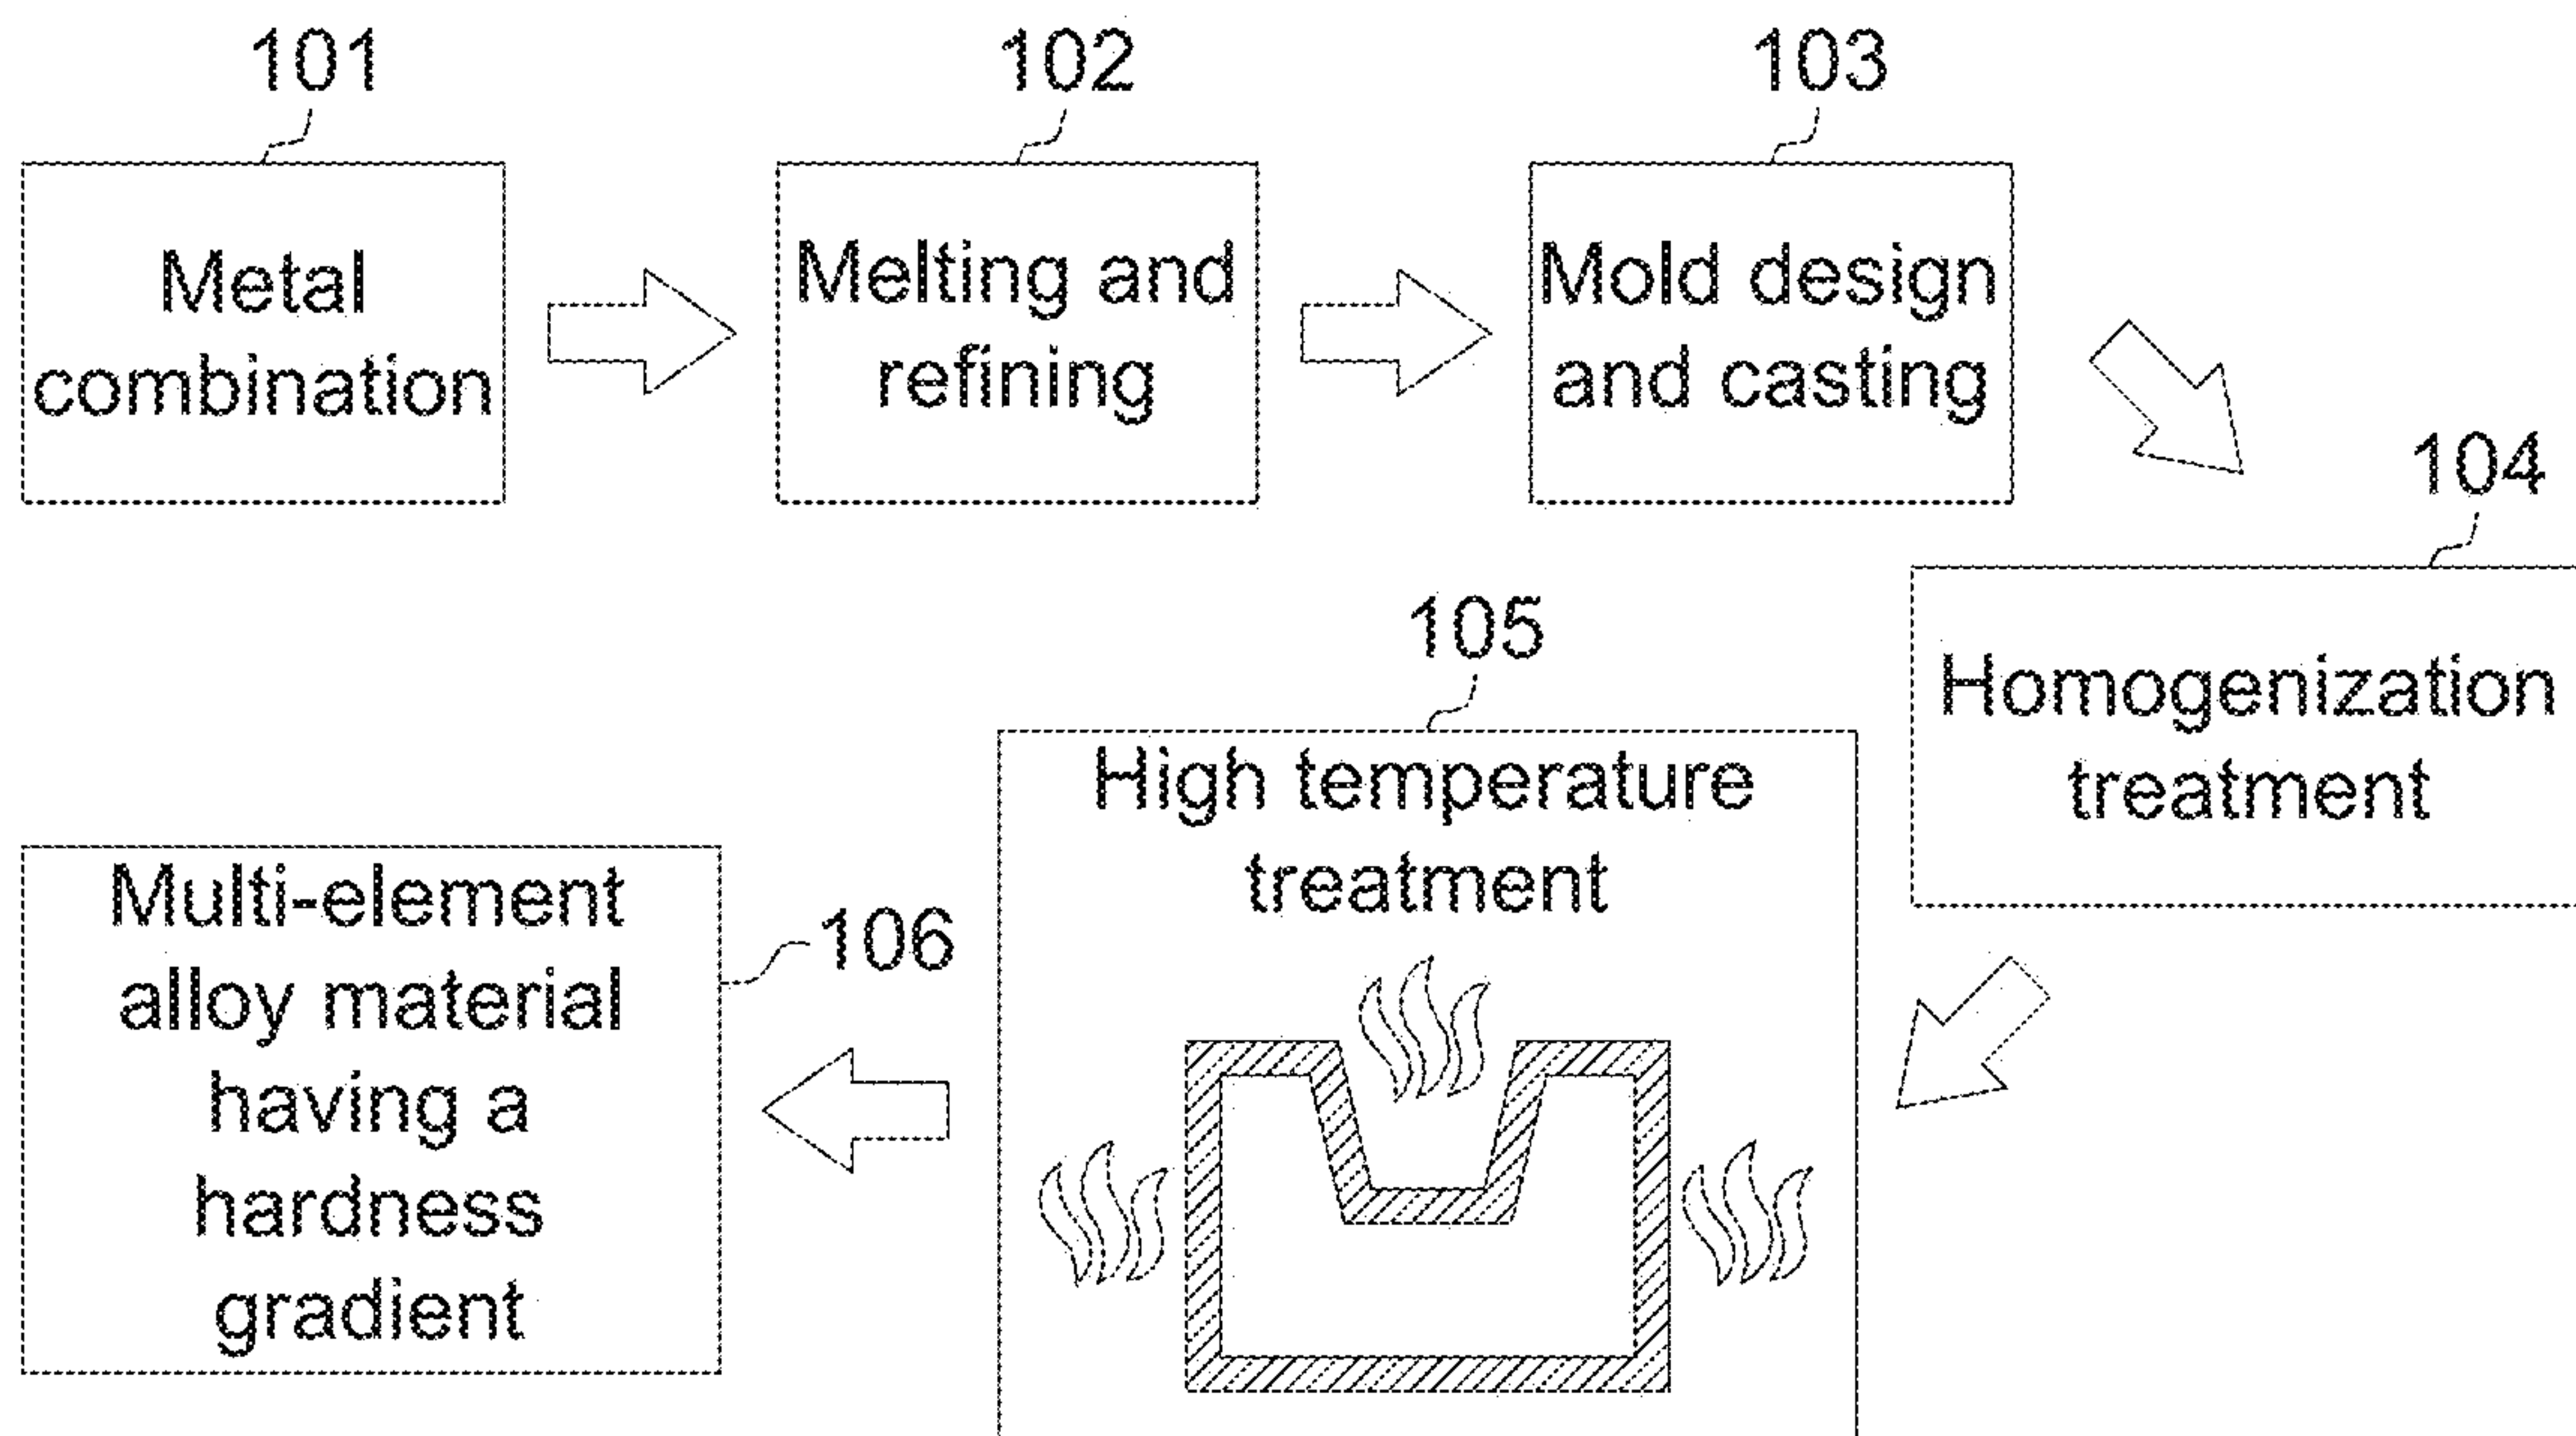 101
Metal
combination
102
Melting and
refining
103
Mold design
and casting
104
Homogenization
treatment
105
High temperature
treatment
106
Multi-element
alloy material
having a
hardness
gradient